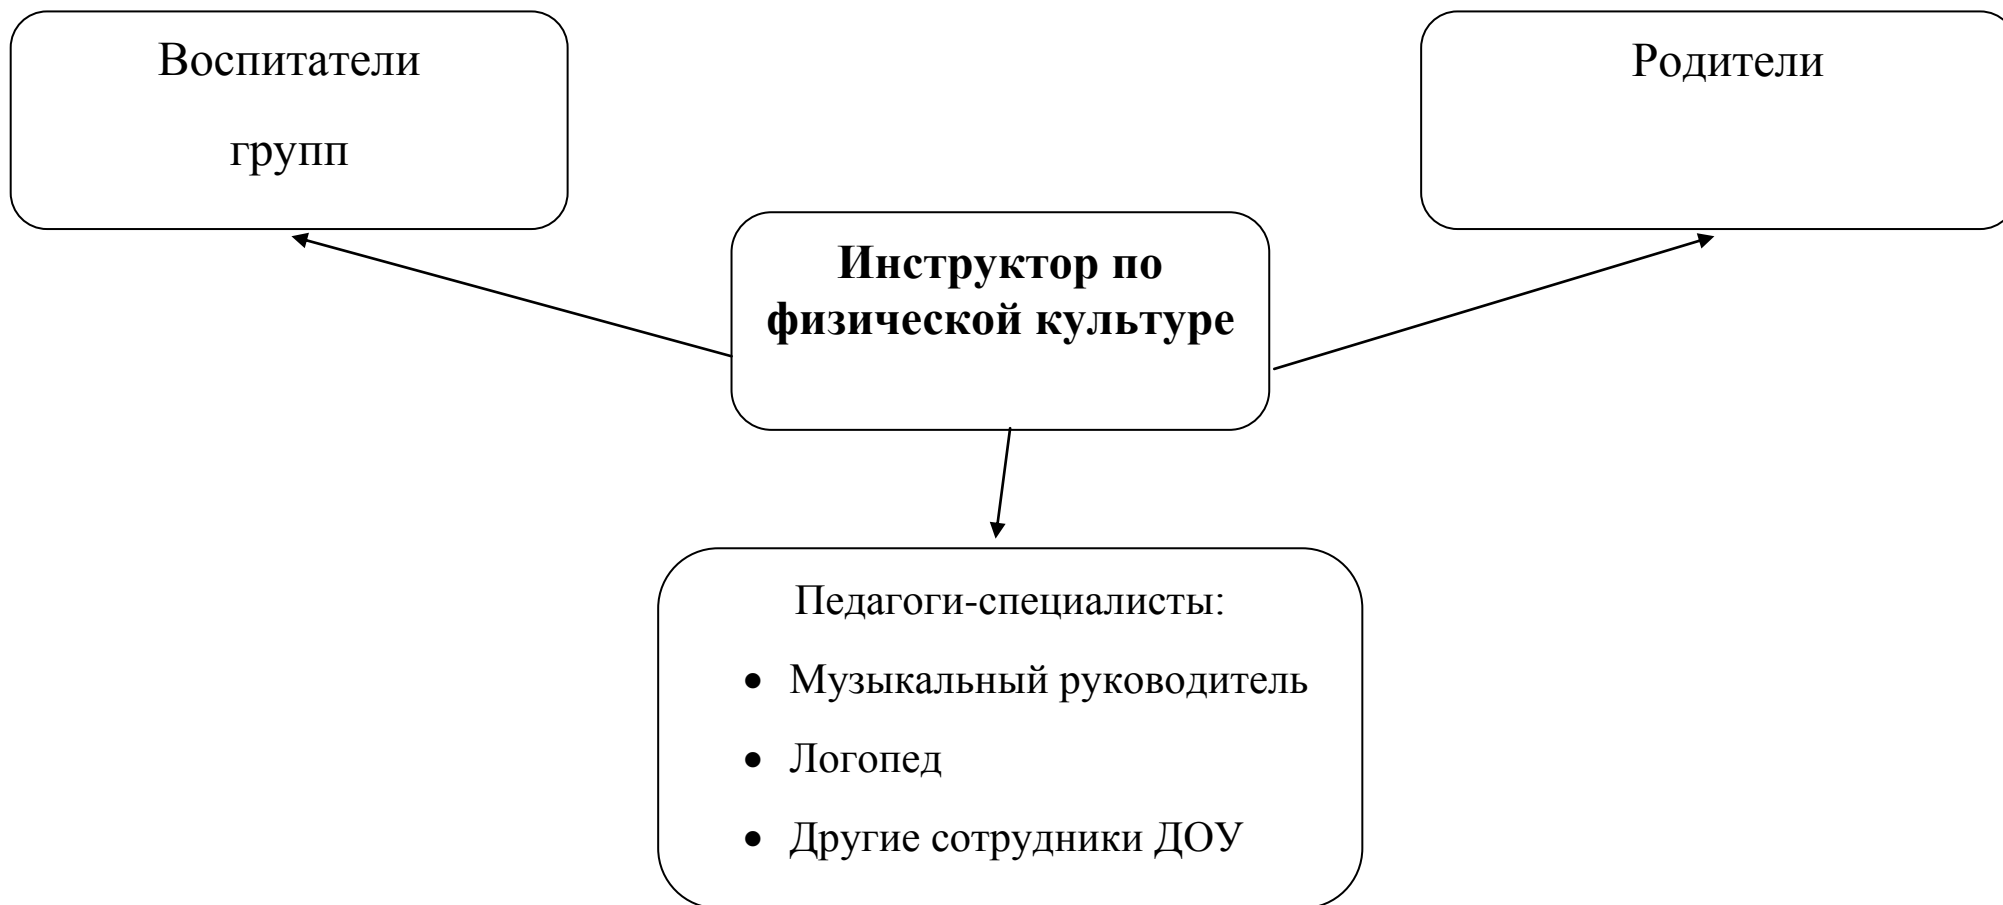 Воспитатели
групп
Родители
Инструктор по
физической культуре
Педагоги-специалисты:
• Музыкальный руководитель
• Логопед
• Другие сотрудники ДОУ